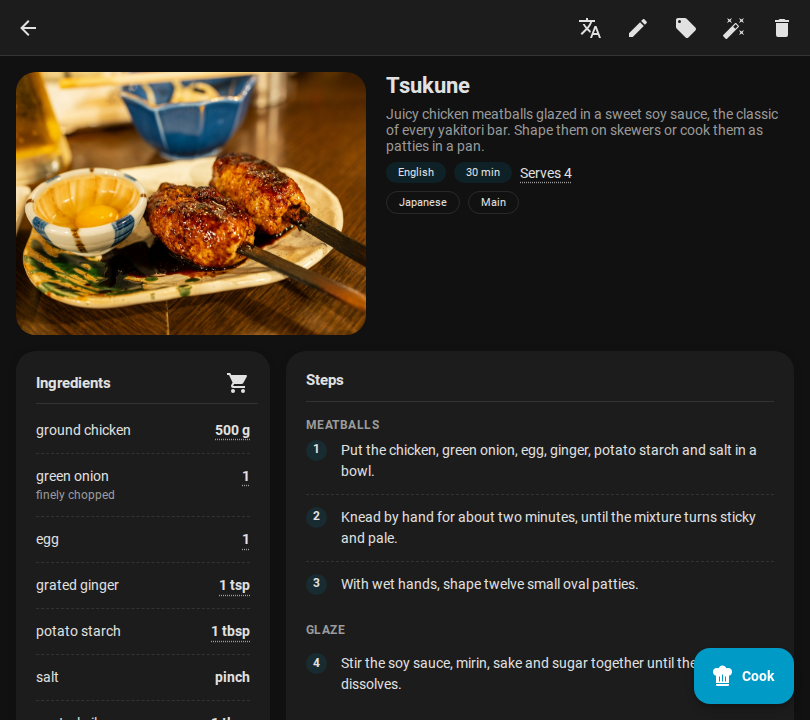 Tsukune
Juicy chicken meatballs glazed in a sweet soy sauce, the classic
of every yakitori bar. Shape them on skewers or cook them as
patties in a pan.
English 30 min Serves 4
Japanese Main
Ingredients
ground chicken 500 g
green onion 1
finely chopped
egg 1
grated ginger 1 tsp
potato starch 1 tbsp
salt pinch
Steps
MEATBALLS
1 Put the chicken, green onion, egg, ginger, potato starch and salt in a
bowl.
2 Knead by hand for about two minutes, until the mixture turns sticky
and pale.
3 With wet hands, shape twelve small oval patties.
GLAZE
4 Stir the soy sauce, mirin, sake and sugar together until the
dissolves.
Cook